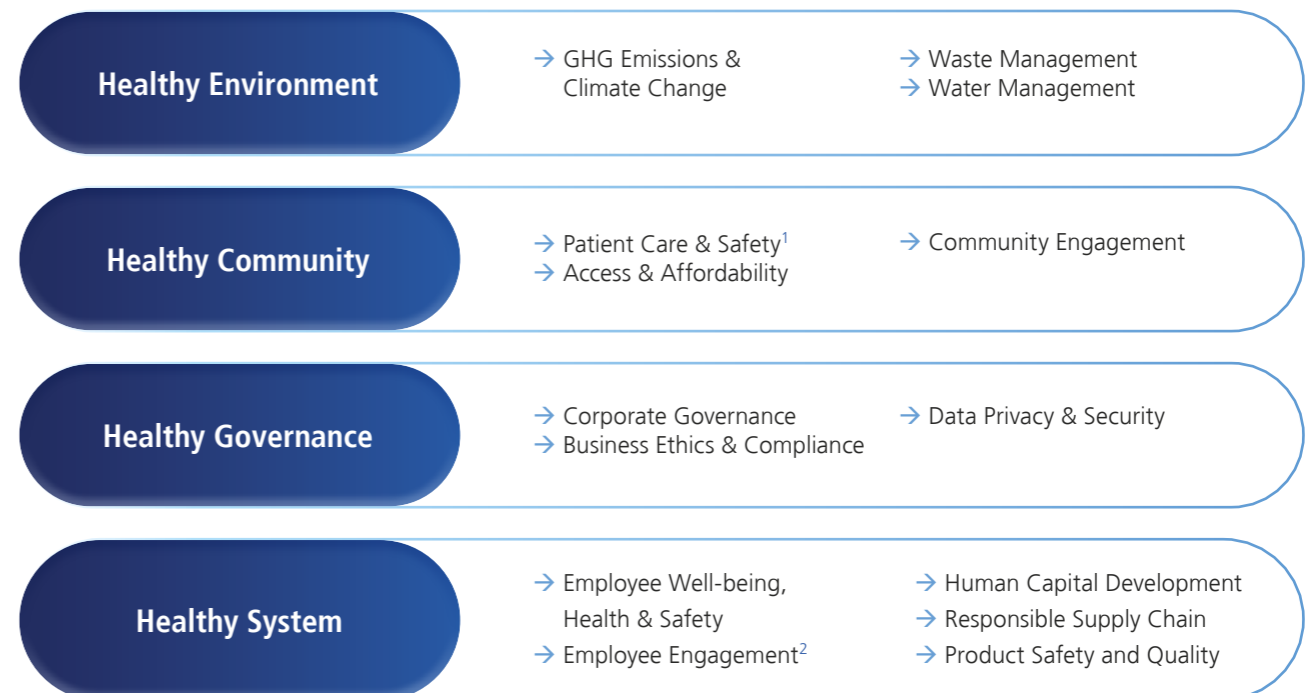 Healthy Environment
→ GHG Emissions &
Climate Change
→ Waste Management
→ Water Management
Healthy Community
→ Patient Care & Safety¹
→ Access & Affordability
→ Community Engagement
Healthy Governance
→ Corporate Governance
→ Business Ethics & Compliance
→ Data Privacy & Security
Healthy System
→ Employee Well-being,
Health & Safety
→ Employee Engagement²
→ Human Capital Development
→ Responsible Supply Chain
→ Product Safety and Quality